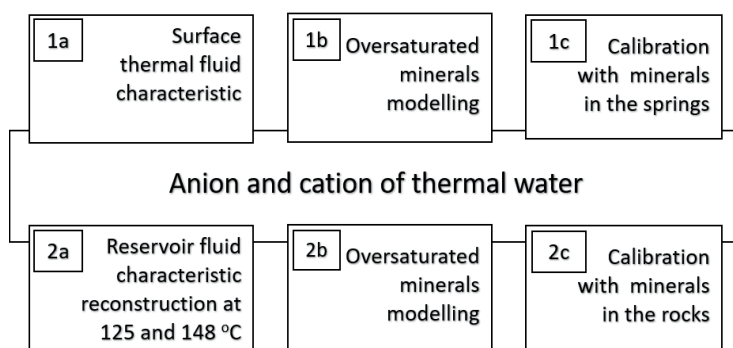 1a
Surface
thermal fluid
characteristic
1b
Oversaturated
minerals
modelling
1c
Calibration
with minerals
in the springs
Anion and cation of thermal water
2a
Reservoir fluid
characteristic
reconstruction at
125 and 148 ºC
2b
Oversaturated
minerals
modelling
2c
Calibration
with minerals
in the rocks